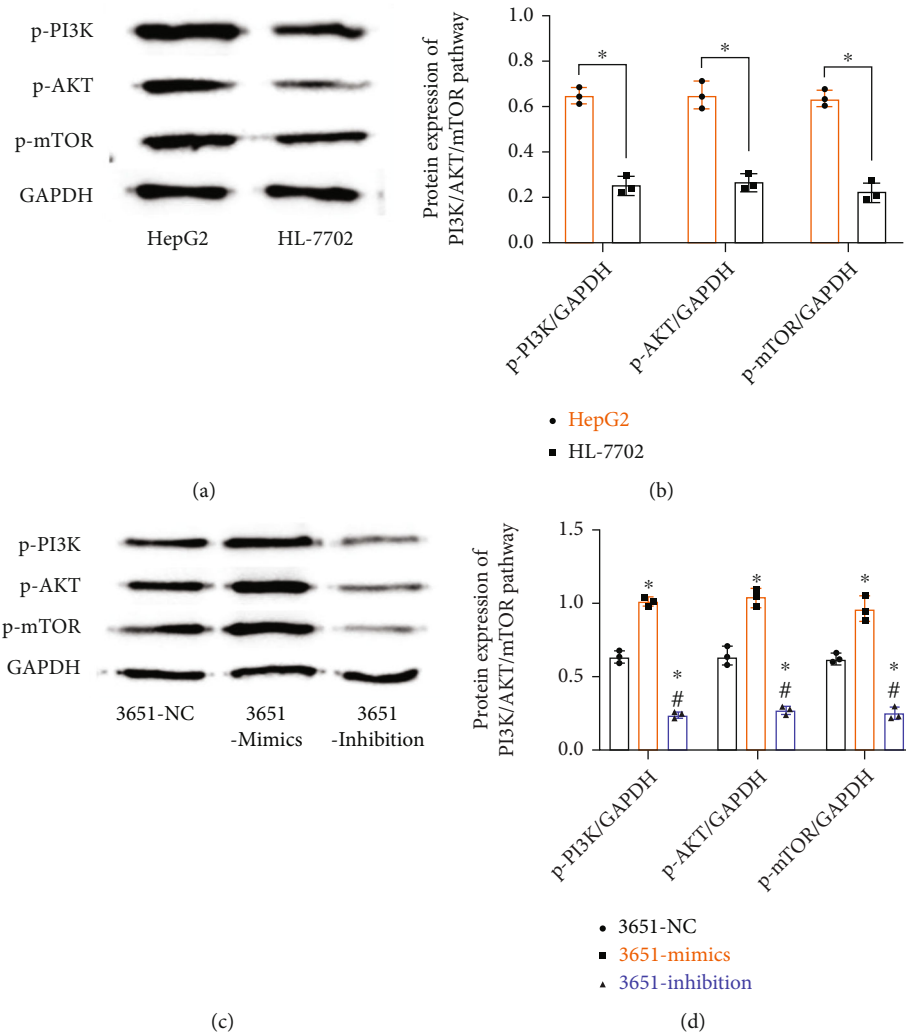 p-PI3K
p-AKT
p-mTOR
GAPDH
HepG2 HL-7702
(a)
Protein expression of
PI3K/AKT/mTOR pathway
0.0
0.2
0.4
0.6
0.8
1.0
* * *
p-PI3K/GAPDH
p-AKT/GAPDH
p-mTOR/GAPDH
HepG2
HL-7702
(b)
p-PI3K
p-AKT
p-mTOR
GAPDH
3651-NC 3651 3651
-Mimics -Inhibition
(c)
Protein expression of
PI3K/AKT/mTOR pathway
1.5
1.0
0.5
0.0
* * *
* * *
# # #
p-PI3K/GAPDH
p-AKT/GAPDH
p-mTOR/GAPDH
3651-NC
3651-mimics
3651-inhibition
(d)